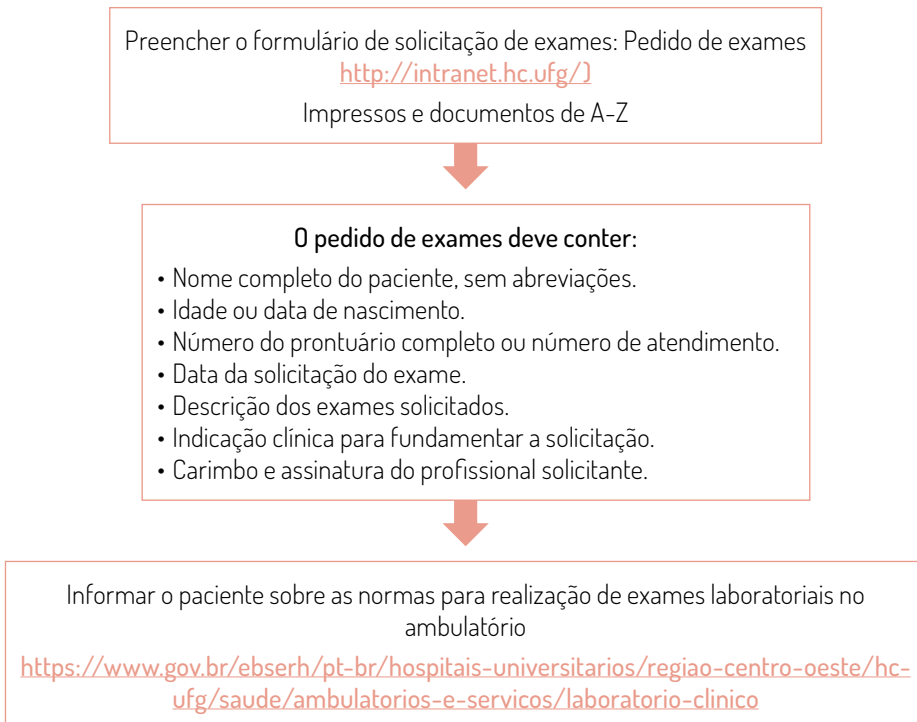 Preencher o formulário de solicitação de exames: Pedido de exames
http://intranet.hc.ufg/)
Impressos e documentos de A-Z
O pedido de exames deve conter:
• Nome completo do paciente, sem abreviações.
• Idade ou data de nascimento.
• Número do prontuário completo ou número de atendimento.
• Data da solicitação do exame.
• Descrição dos exames solicitados.
• Indicação clínica para fundamentar a solicitação.
• Carimbo e assinatura do profissional solicitante.
Informar o paciente sobre as normas para realização de exames laboratoriais no
ambulatório
https://www.gov.br/ebserh/pt-br/hospitais-universitarios/regiao-centro-oeste/hc-
ufg/saude/ambulatorios-e-servicos/laboratorio-clinico